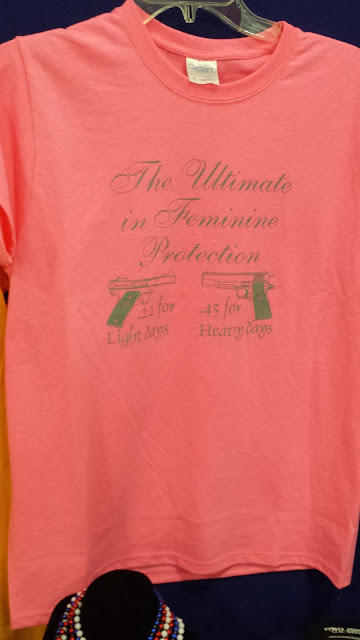 The Ultimate
in Feminine
Protection
.22 for
Light days
.45 for
Heavy days